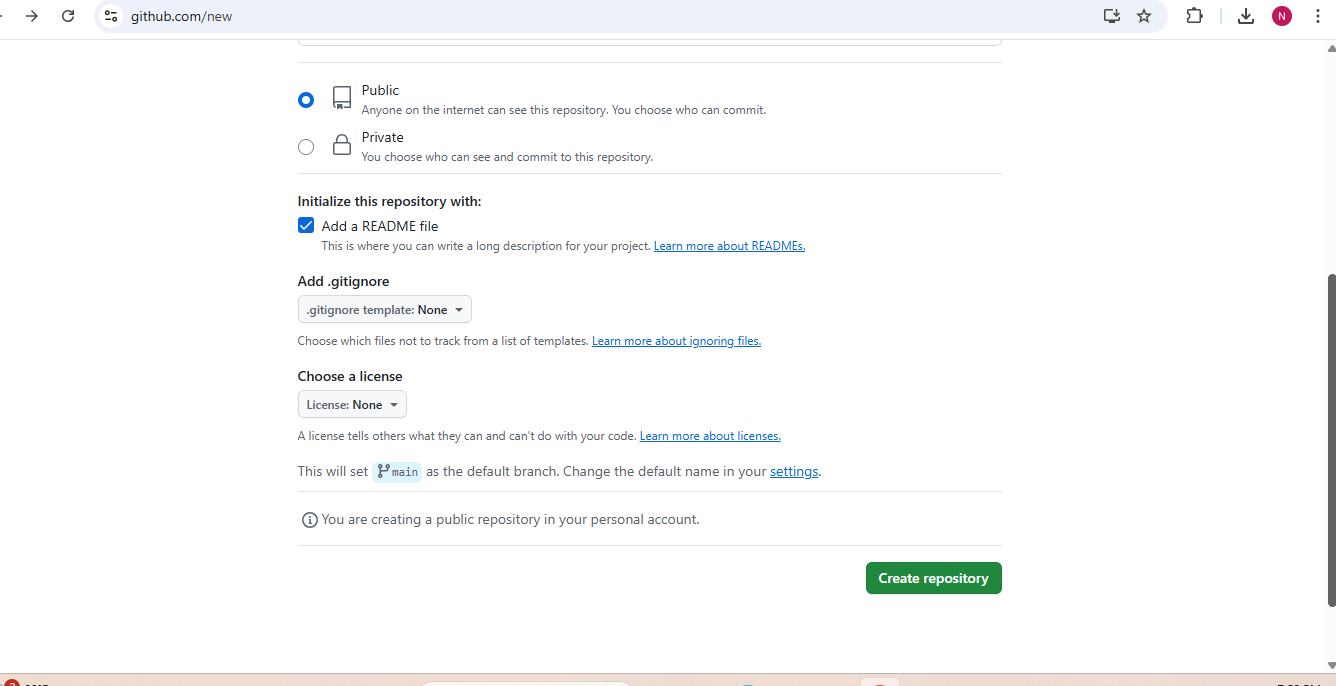 github.com/new
N
Public
Anyone on the internet can see this repository. You choose who can commit.
Private
You choose who can see and commit to this repository.
Initialize this repository with:
Add a README file
This is where you can write a long description for your project. Learn more about READMEs.
Add .gitignore
.gitignore template: None
Choose which files not to track from a list of templates. Learn more about ignoring files.
Choose a license
License: None
A license tells others what they can and can't do with your code. Learn more about licenses.
This will set main as the default branch. Change the default name in your settings.
You are creating a public repository in your personal account.
Create repository